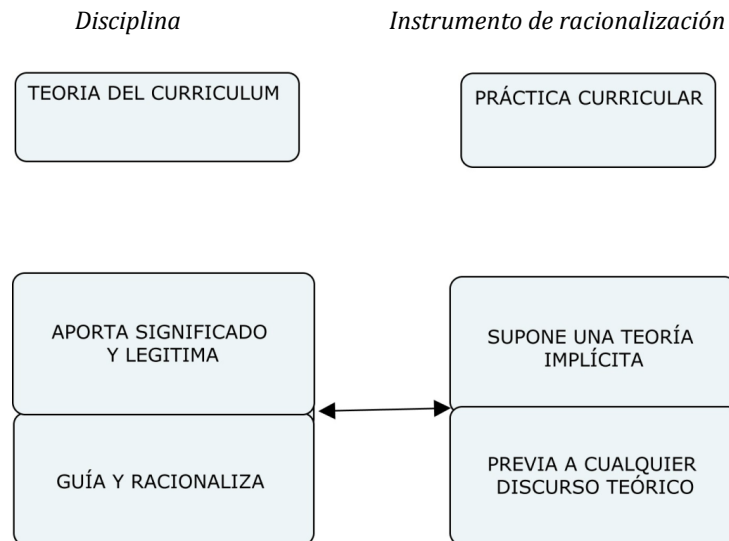 Disciplina
Instrumento de racionalización
TEORIA DEL CURRICULUM
PRÁCTICA CURRICULAR
APORTA SIGNIFICADO
Y LEGITIMA
SUPONE UNA TEORÍA
IMPLÍCITA
GUÍA Y RACIONALIZA
PREVIA A CUALQUIER
DISCURSO TEÓRICO